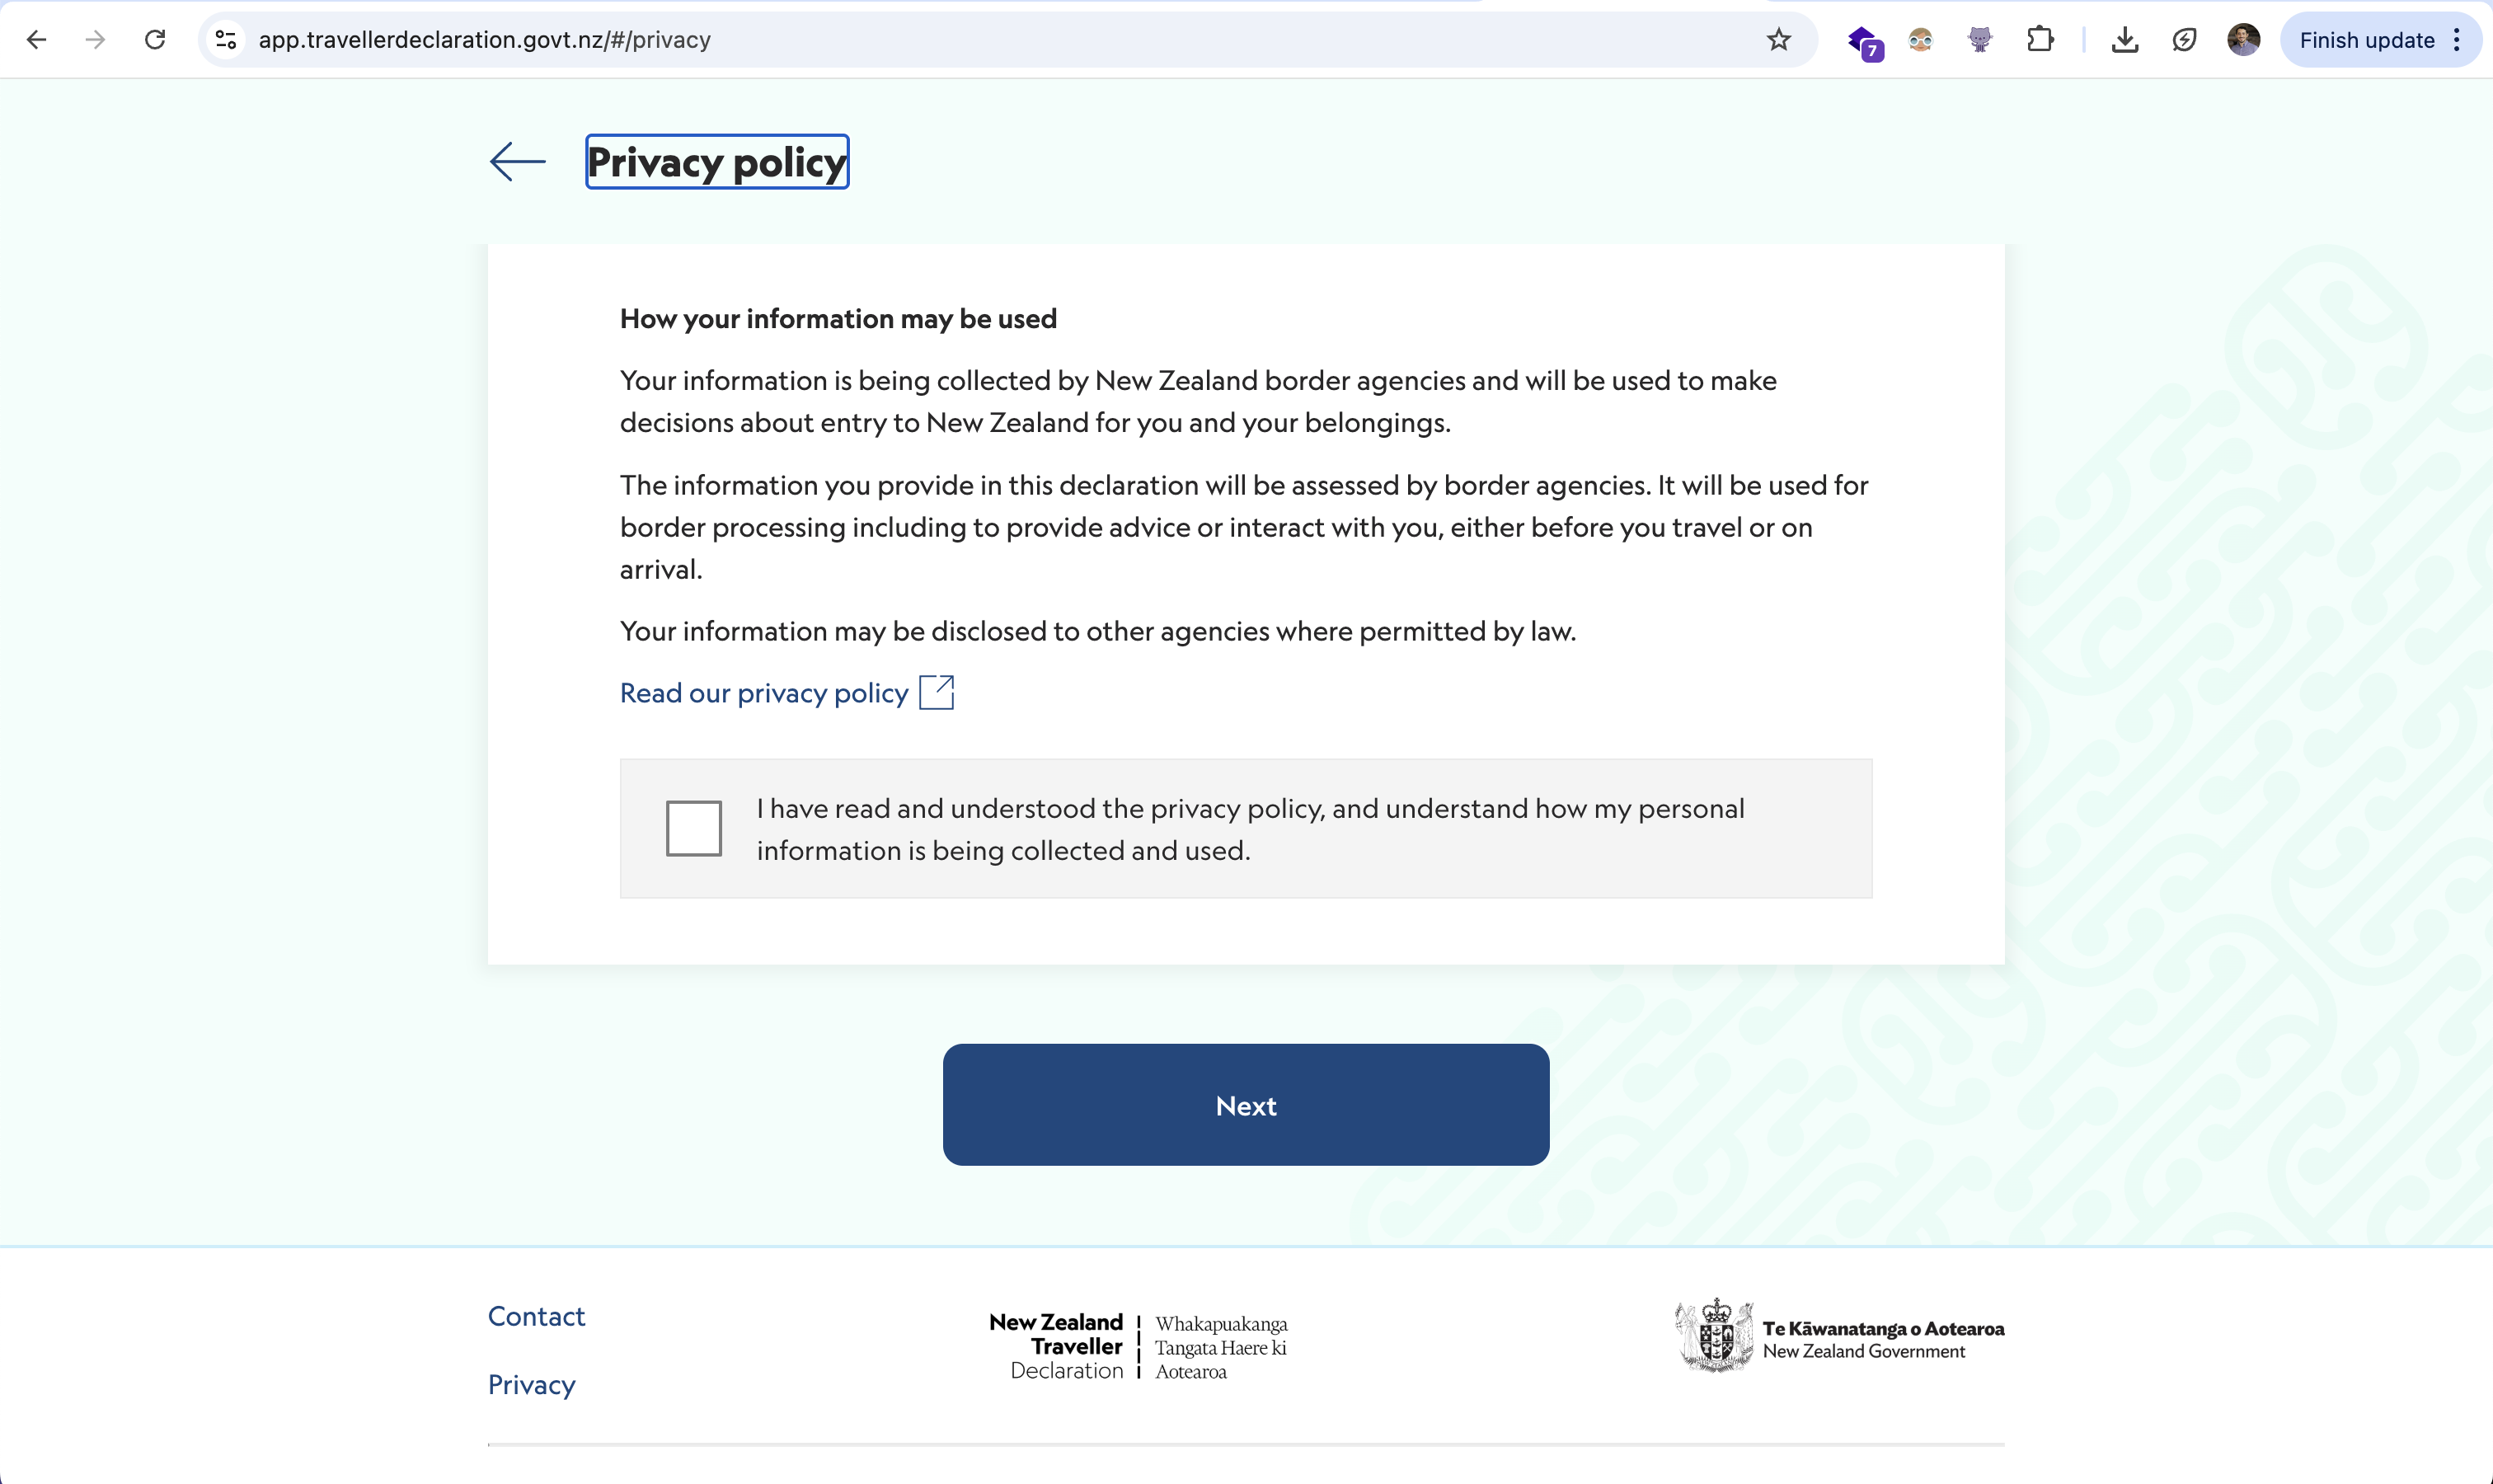 app.travellerdeclaration.govt.nz/#/privacy
7
Finish update
Privacy policy
How your information may be used
Your information is being collected by New Zealand border agencies and will be used to make
decisions about entry to New Zealand for you and your belongings.
The information you provide in this declaration will be assessed by border agencies. It will be used for
border processing including to provide advice or interact with you, either before you travel or on
arrival.
Your information may be disclosed to other agencies where permitted by law.
Read our privacy policy
I have read and understood the privacy policy, and understand how my personal
information is being collected and used.
Next
Contact
Privacy
New Zealand
Traveller
Declaration
Whakapuakanga
Tangata Haere ki
Aotearoa
Te Kāwanatanga o Aotearoa
New Zealand Government